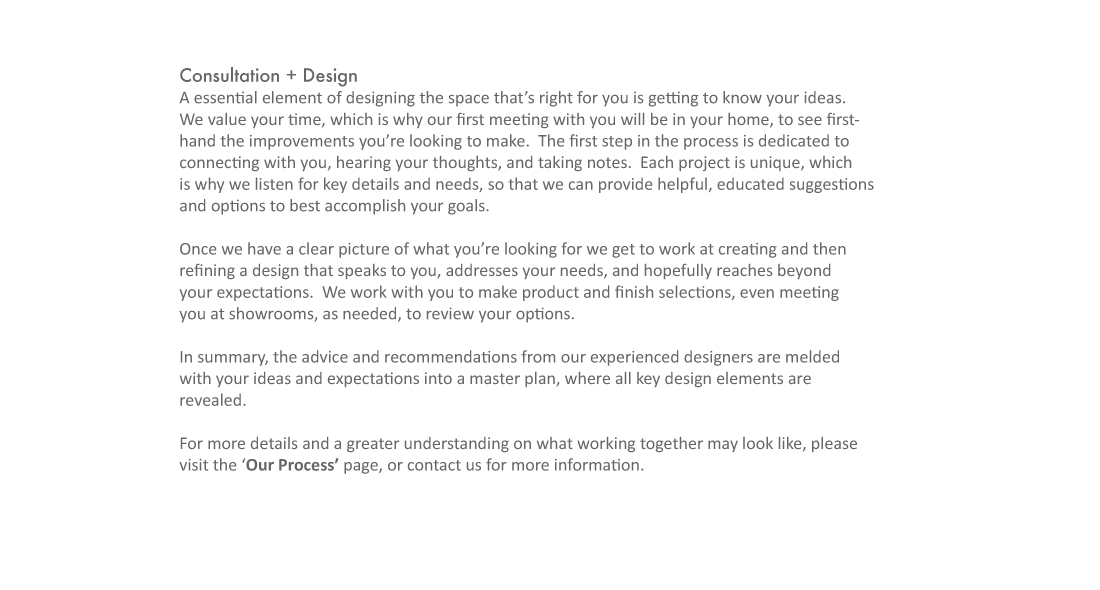 Consultation + Design
A essential element of designing the space that’s right for you is getting to know your ideas.
We value your time, which is why our first meeting with you will be in your home, to see first-
hand the improvements you’re looking to make.  The first step in the process is dedicated to
connecting with you, hearing your thoughts, and taking notes.  Each project is unique, which
is why we listen for key details and needs, so that we can provide helpful, educated suggestions
and options to best accomplish your goals.

Once we have a clear picture of what you’re looking for we get to work at creating and then
refining a design that speaks to you, addresses your needs, and hopefully reaches beyond
your expectations.  We work with you to make product and finish selections, even meeting
you at showrooms, as needed, to review your options.

In summary, the advice and recommendations from our experienced designers are melded
with your ideas and expectations into a master plan, where all key design elements are
revealed.

For more details and a greater understanding on what working together may look like, please
visit the ‘Our Process’ page, or contact us for more information.